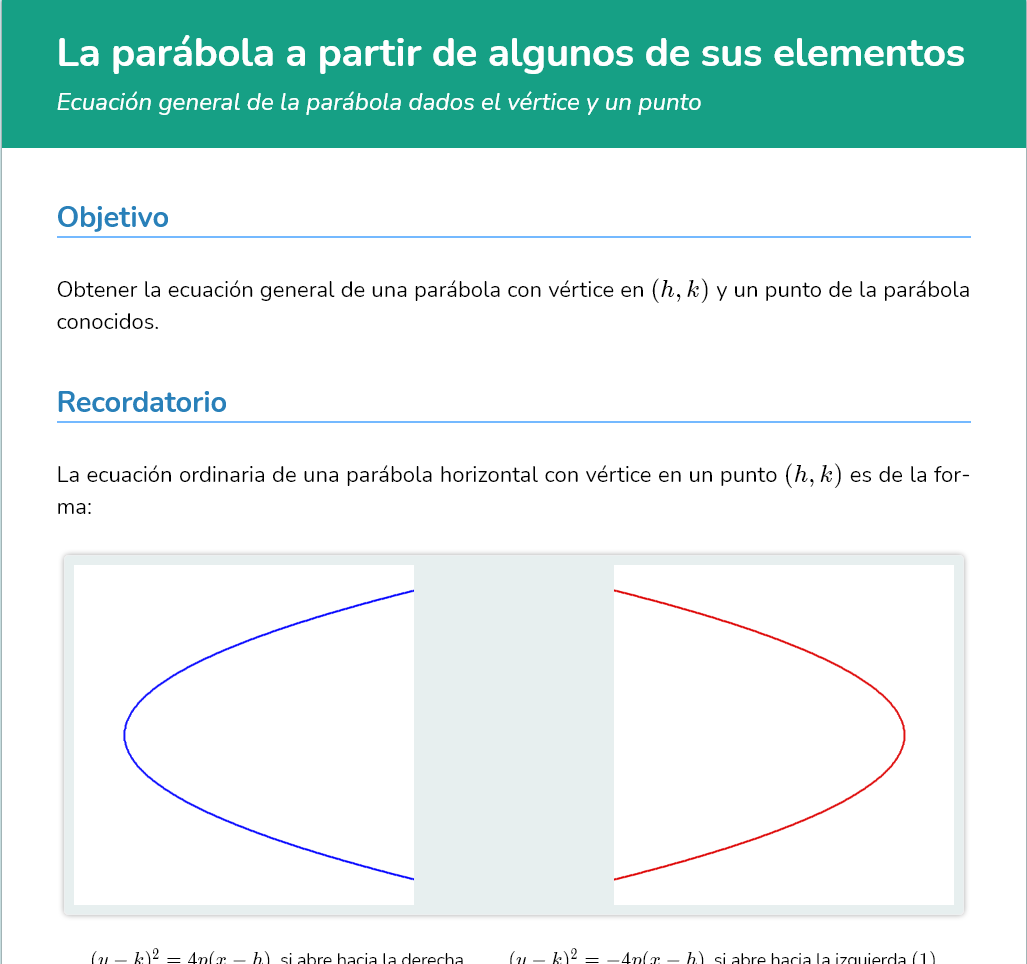 La parábola a partir de algunos de sus elementos
Ecuación general de la parábola dados el vértice y un punto
Objetivo
Obtener la ecuación general de una parábola con vértice en (h, k) y un punto de la parábola
conocidos.
Recordatorio
La ecuación ordinaria de una parábola horizontal con vértice en un punto (h, k) es de la for-
ma:
(y − k)² = 4p(x − h), si abre hacia la derecha (y − k)² = −4p(x − h), si abre hacia la izquierda (1)